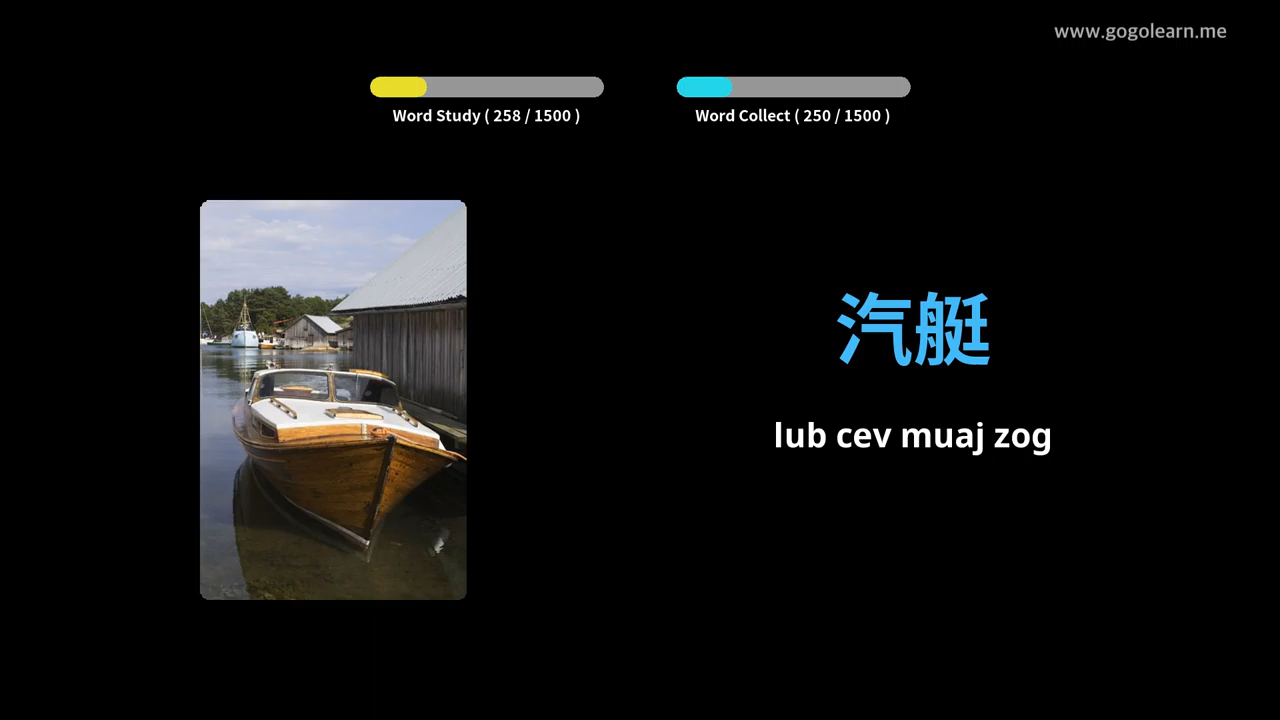 www.gogolearn.me
Word Study ( 258 / 1500 )
Word Collect ( 250 / 1500 )
汽艇
lub cev muaj zog